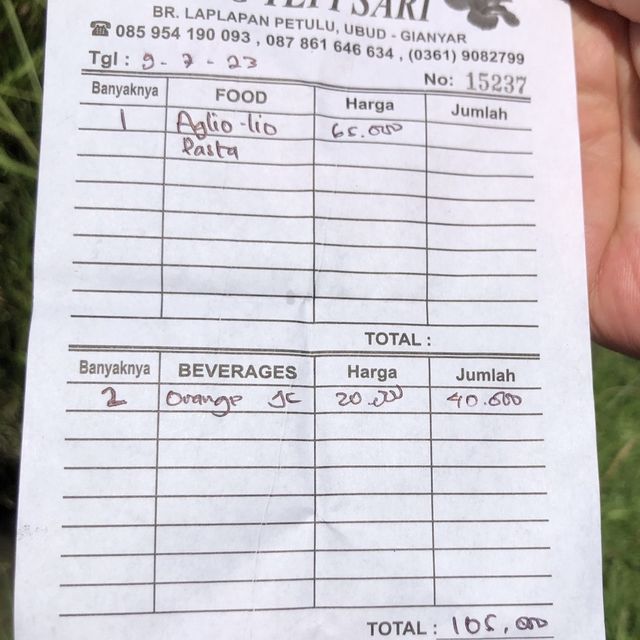 SARI
BR. LAPLAPAN PETULU, UBUD - GIANYAR
☎ 085 954 190 093 , 087 861 646 634 , (0361) 9082799
Tgl : 9 - 7 - 23
No: 15237
Banyaknya FOOD Harga Jumlah
1 Aglio-lio 65.000
Pasta
TOTAL :
Banyaknya BEVERAGES Harga Jumlah
2 Orange Jc 20.000 40.000
TOTAL : 105,000